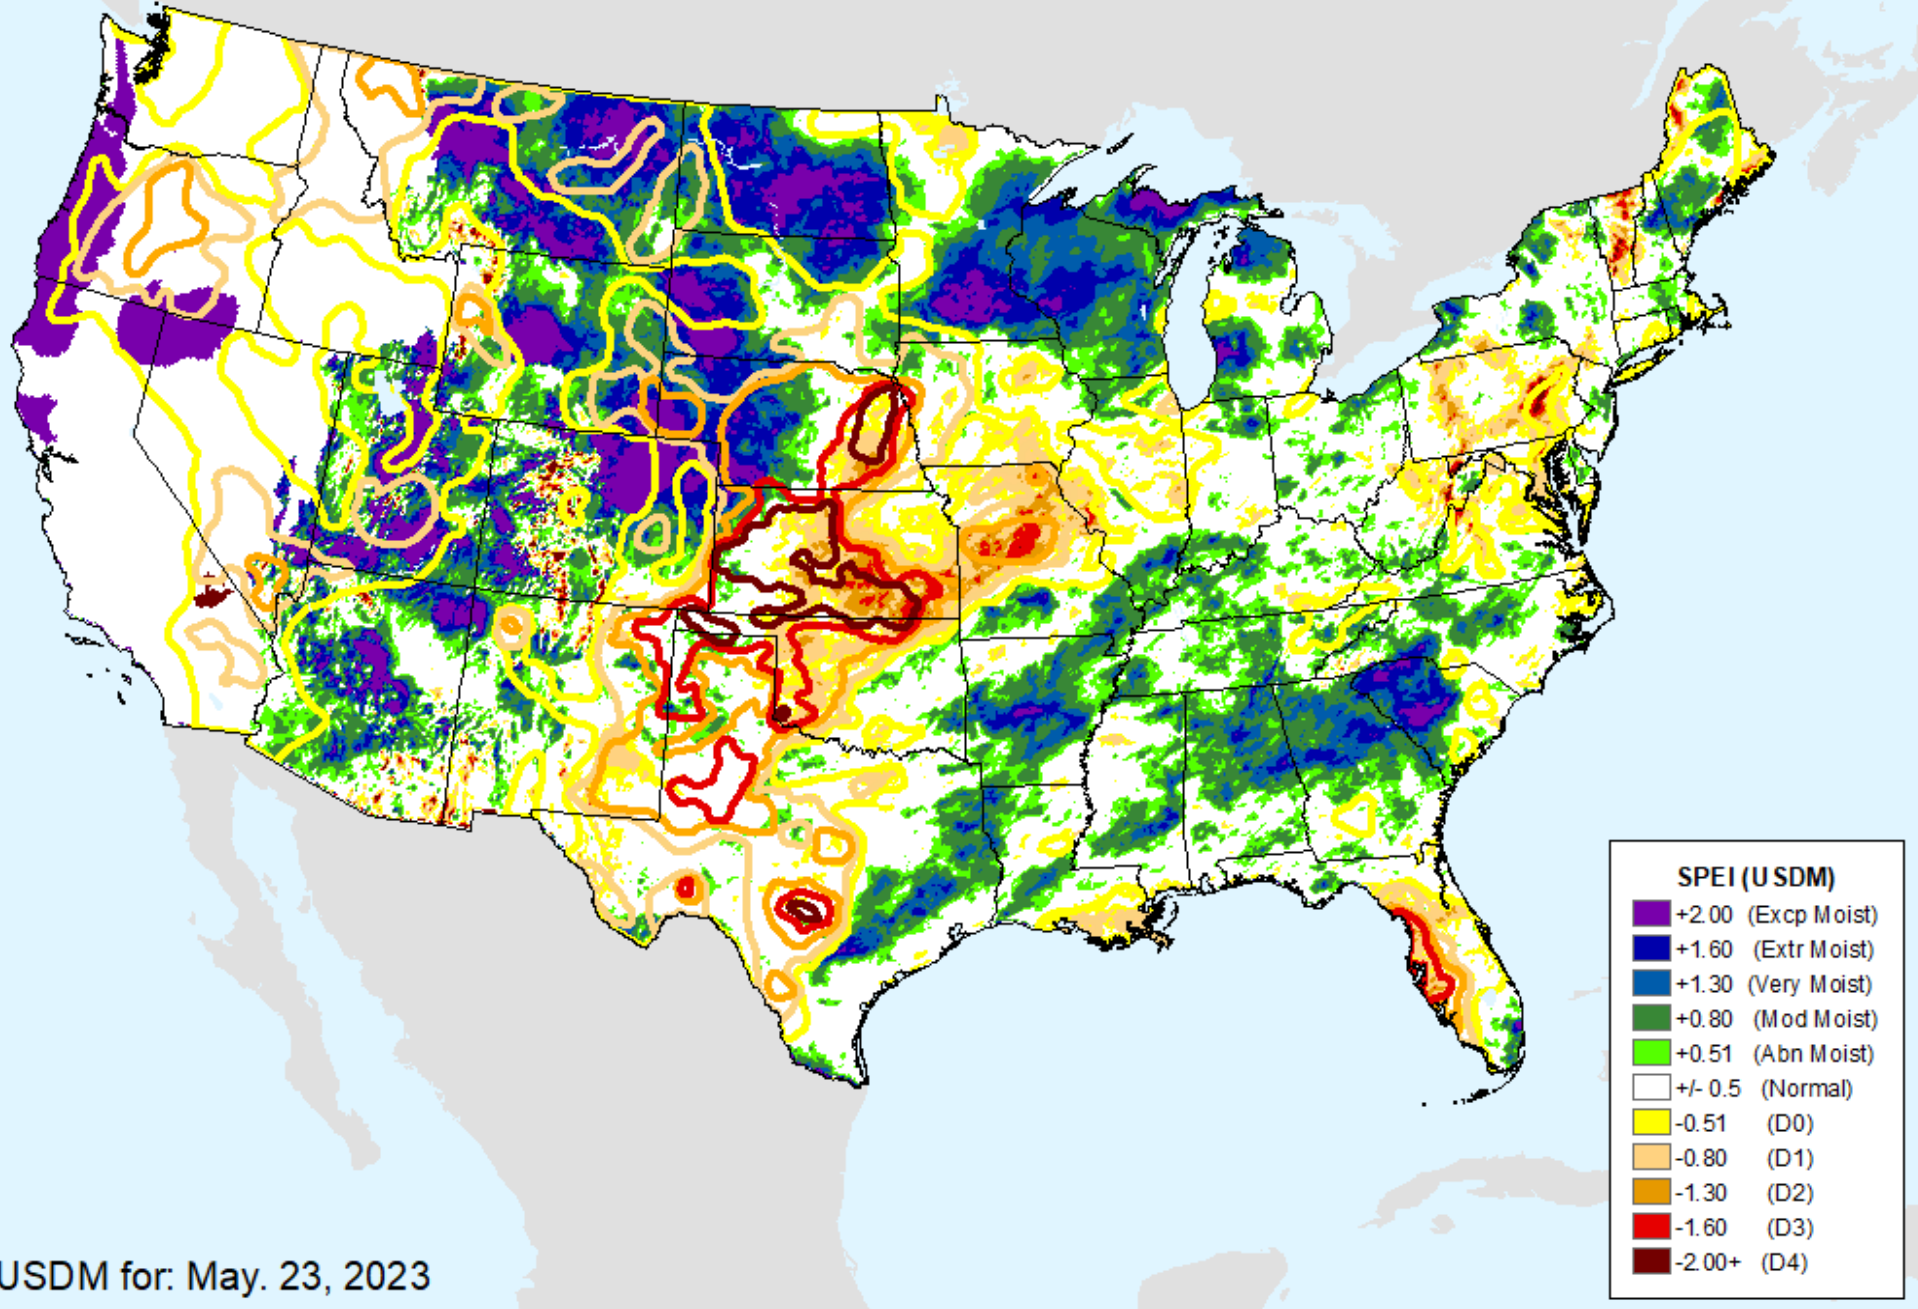 SPEI (USDM)
+2.00 (Excp Moist)
+1.60 (Extr Moist)
+1.30 (Very Moist)
+0.80 (Mod Moist)
+0.51 (Abn Moist)
+/- 0.5 (Normal)
-0.51 (D0)
-0.80 (D1)
-1.30 (D2)
-1.60 (D3)
-2.00+ (D4)
USDM for: May. 23, 2023